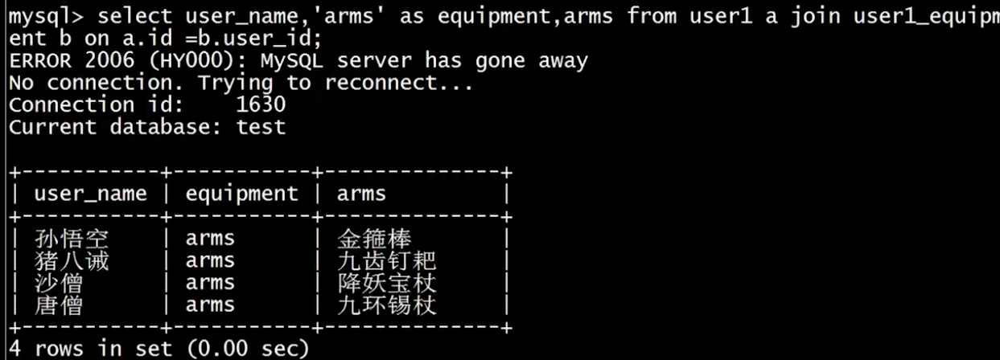 mysql> select user_name,'arms' as equipment,arms from user1 a join user1_equipm
ent b on a.id =b.user_id;
ERROR 2006 (HY000): MySQL server has gone away
No connection. Trying to reconnect...
Connection id:    1630
Current database: test
+-----------+-----------+--------------+
| user_name | equipment | arms         |
+-----------+-----------+--------------+
| 孙悟空    | arms      | 金箍棒       |
| 猪八诫    | arms      | 九齿钉耙     |
| 沙僧      | arms      | 降妖宝杖     |
| 唐僧      | arms      | 九环锡杖     |
+-----------+-----------+--------------+
4 rows in set (0.00 sec)